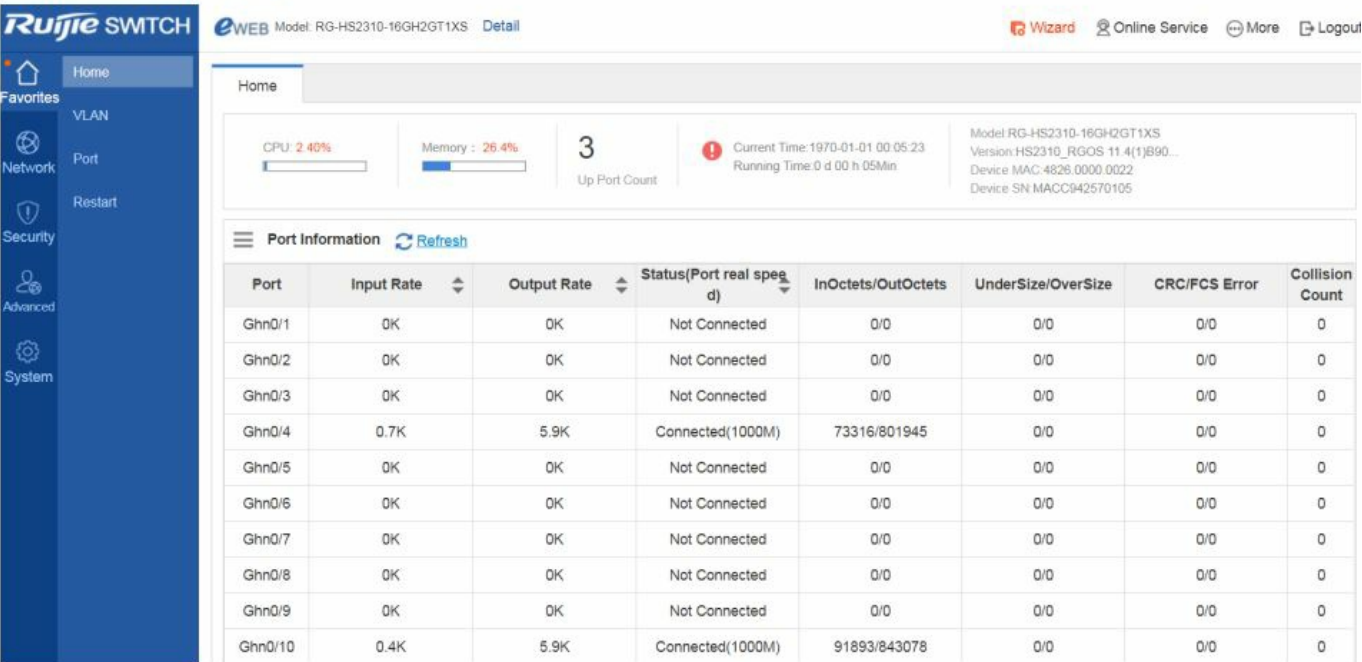 Ruijie SWITCH
eWEB Model: RG-HS2310-16GH2GT1XS Detail
Wizard Online Service More Logout
Favorites
Network
Security
Advanced
System
Home
VLAN
Port
Restart
Home
CPU: 2.40%
Memory : 26.4%
3
Up Port Count
Current Time:1970-01-01 00:05:23
Running Time:0 d 00 h 05Min
Model:RG-HS2310-16GH2GT1XS
Version:HS2310_RGOS 11.4(1)B90...
Device MAC:4826.0000.0022
Device SN:MACC942570105
Port Information Refresh
Port Input Rate Output Rate Status(Port real speed) InOctets/OutOctets UnderSize/OverSize CRC/FCS Error Collision Count
Ghn0/1 0K 0K Not Connected 0/0 0/0 0/0 0
Ghn0/2 0K 0K Not Connected 0/0 0/0 0/0 0
Ghn0/3 0K 0K Not Connected 0/0 0/0 0/0 0
Ghn0/4 0.7K 5.9K Connected(1000M) 73316/801945 0/0 0/0 0
Ghn0/5 0K 0K Not Connected 0/0 0/0 0/0 0
Ghn0/6 0K 0K Not Connected 0/0 0/0 0/0 0
Ghn0/7 0K 0K Not Connected 0/0 0/0 0/0 0
Ghn0/8 0K 0K Not Connected 0/0 0/0 0/0 0
Ghn0/9 0K 0K Not Connected 0/0 0/0 0/0 0
Ghn0/10 0.4K 5.9K Connected(1000M) 91893/843078 0/0 0/0 0